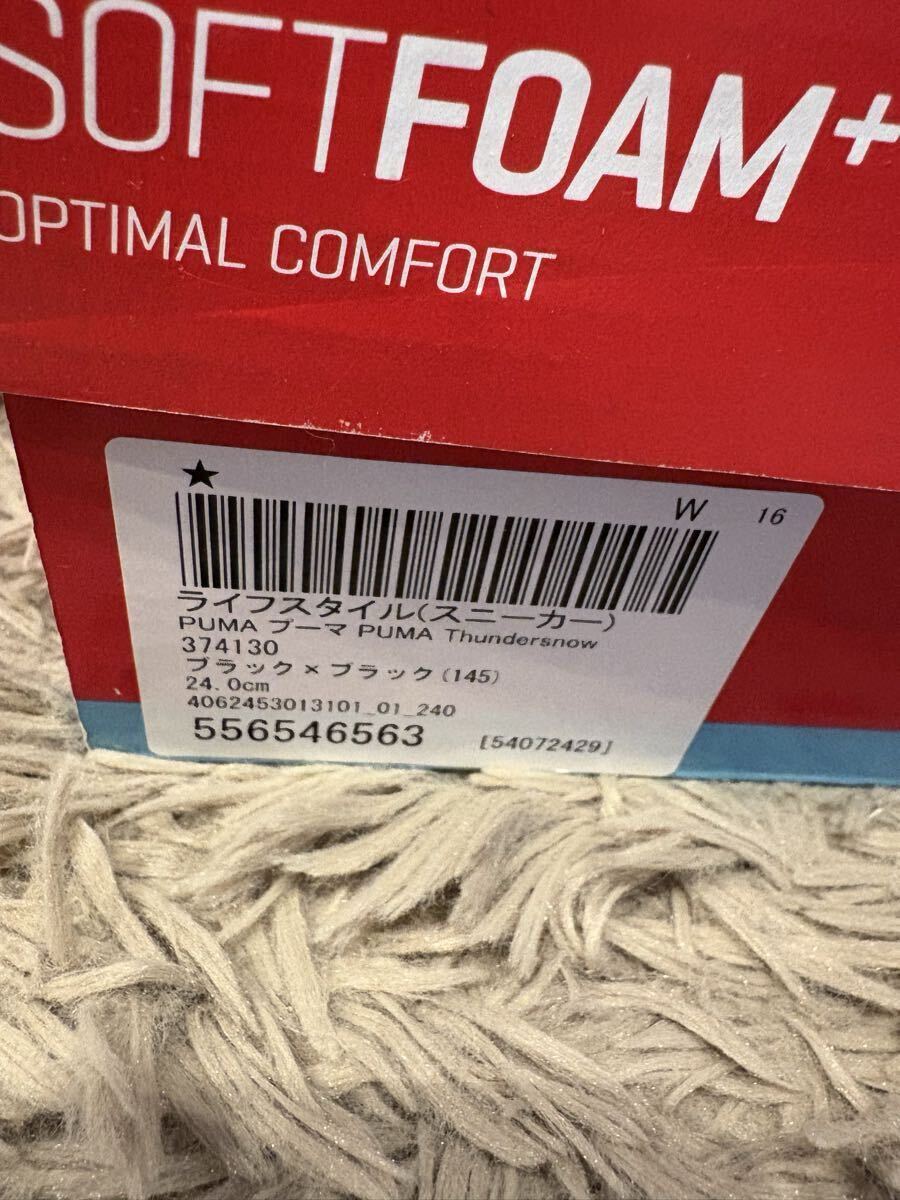 SOFTFOAM+
OPTIMAL COMFORT
★ W 16
ライフスタイル(スニーカー)
PUMA プーマ PUMA Thundersnow
374130
ブラック×ブラック(145)
24.0cm
4062453013101_01_240
556546563 [54072429]